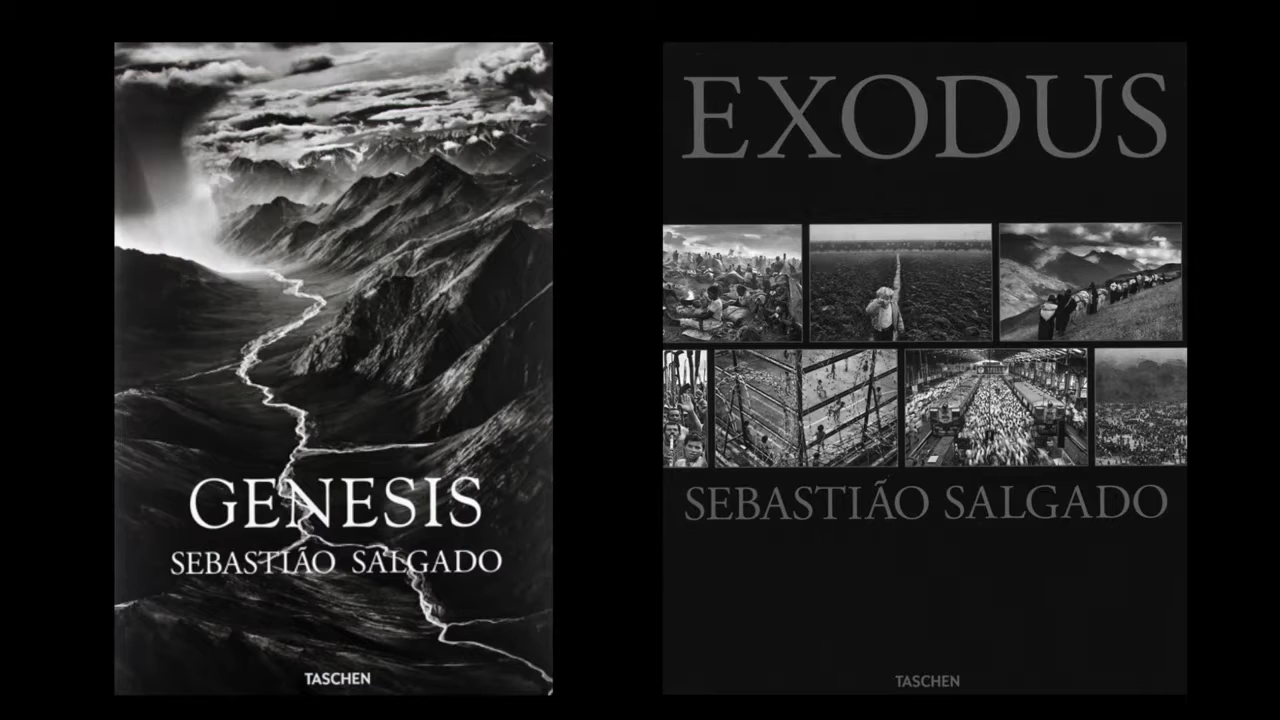 GENESIS
SEBASTIÃO SALGADO
TASCHEN
EXODUS
SEBASTIÃO SALGADO
TASCHEN